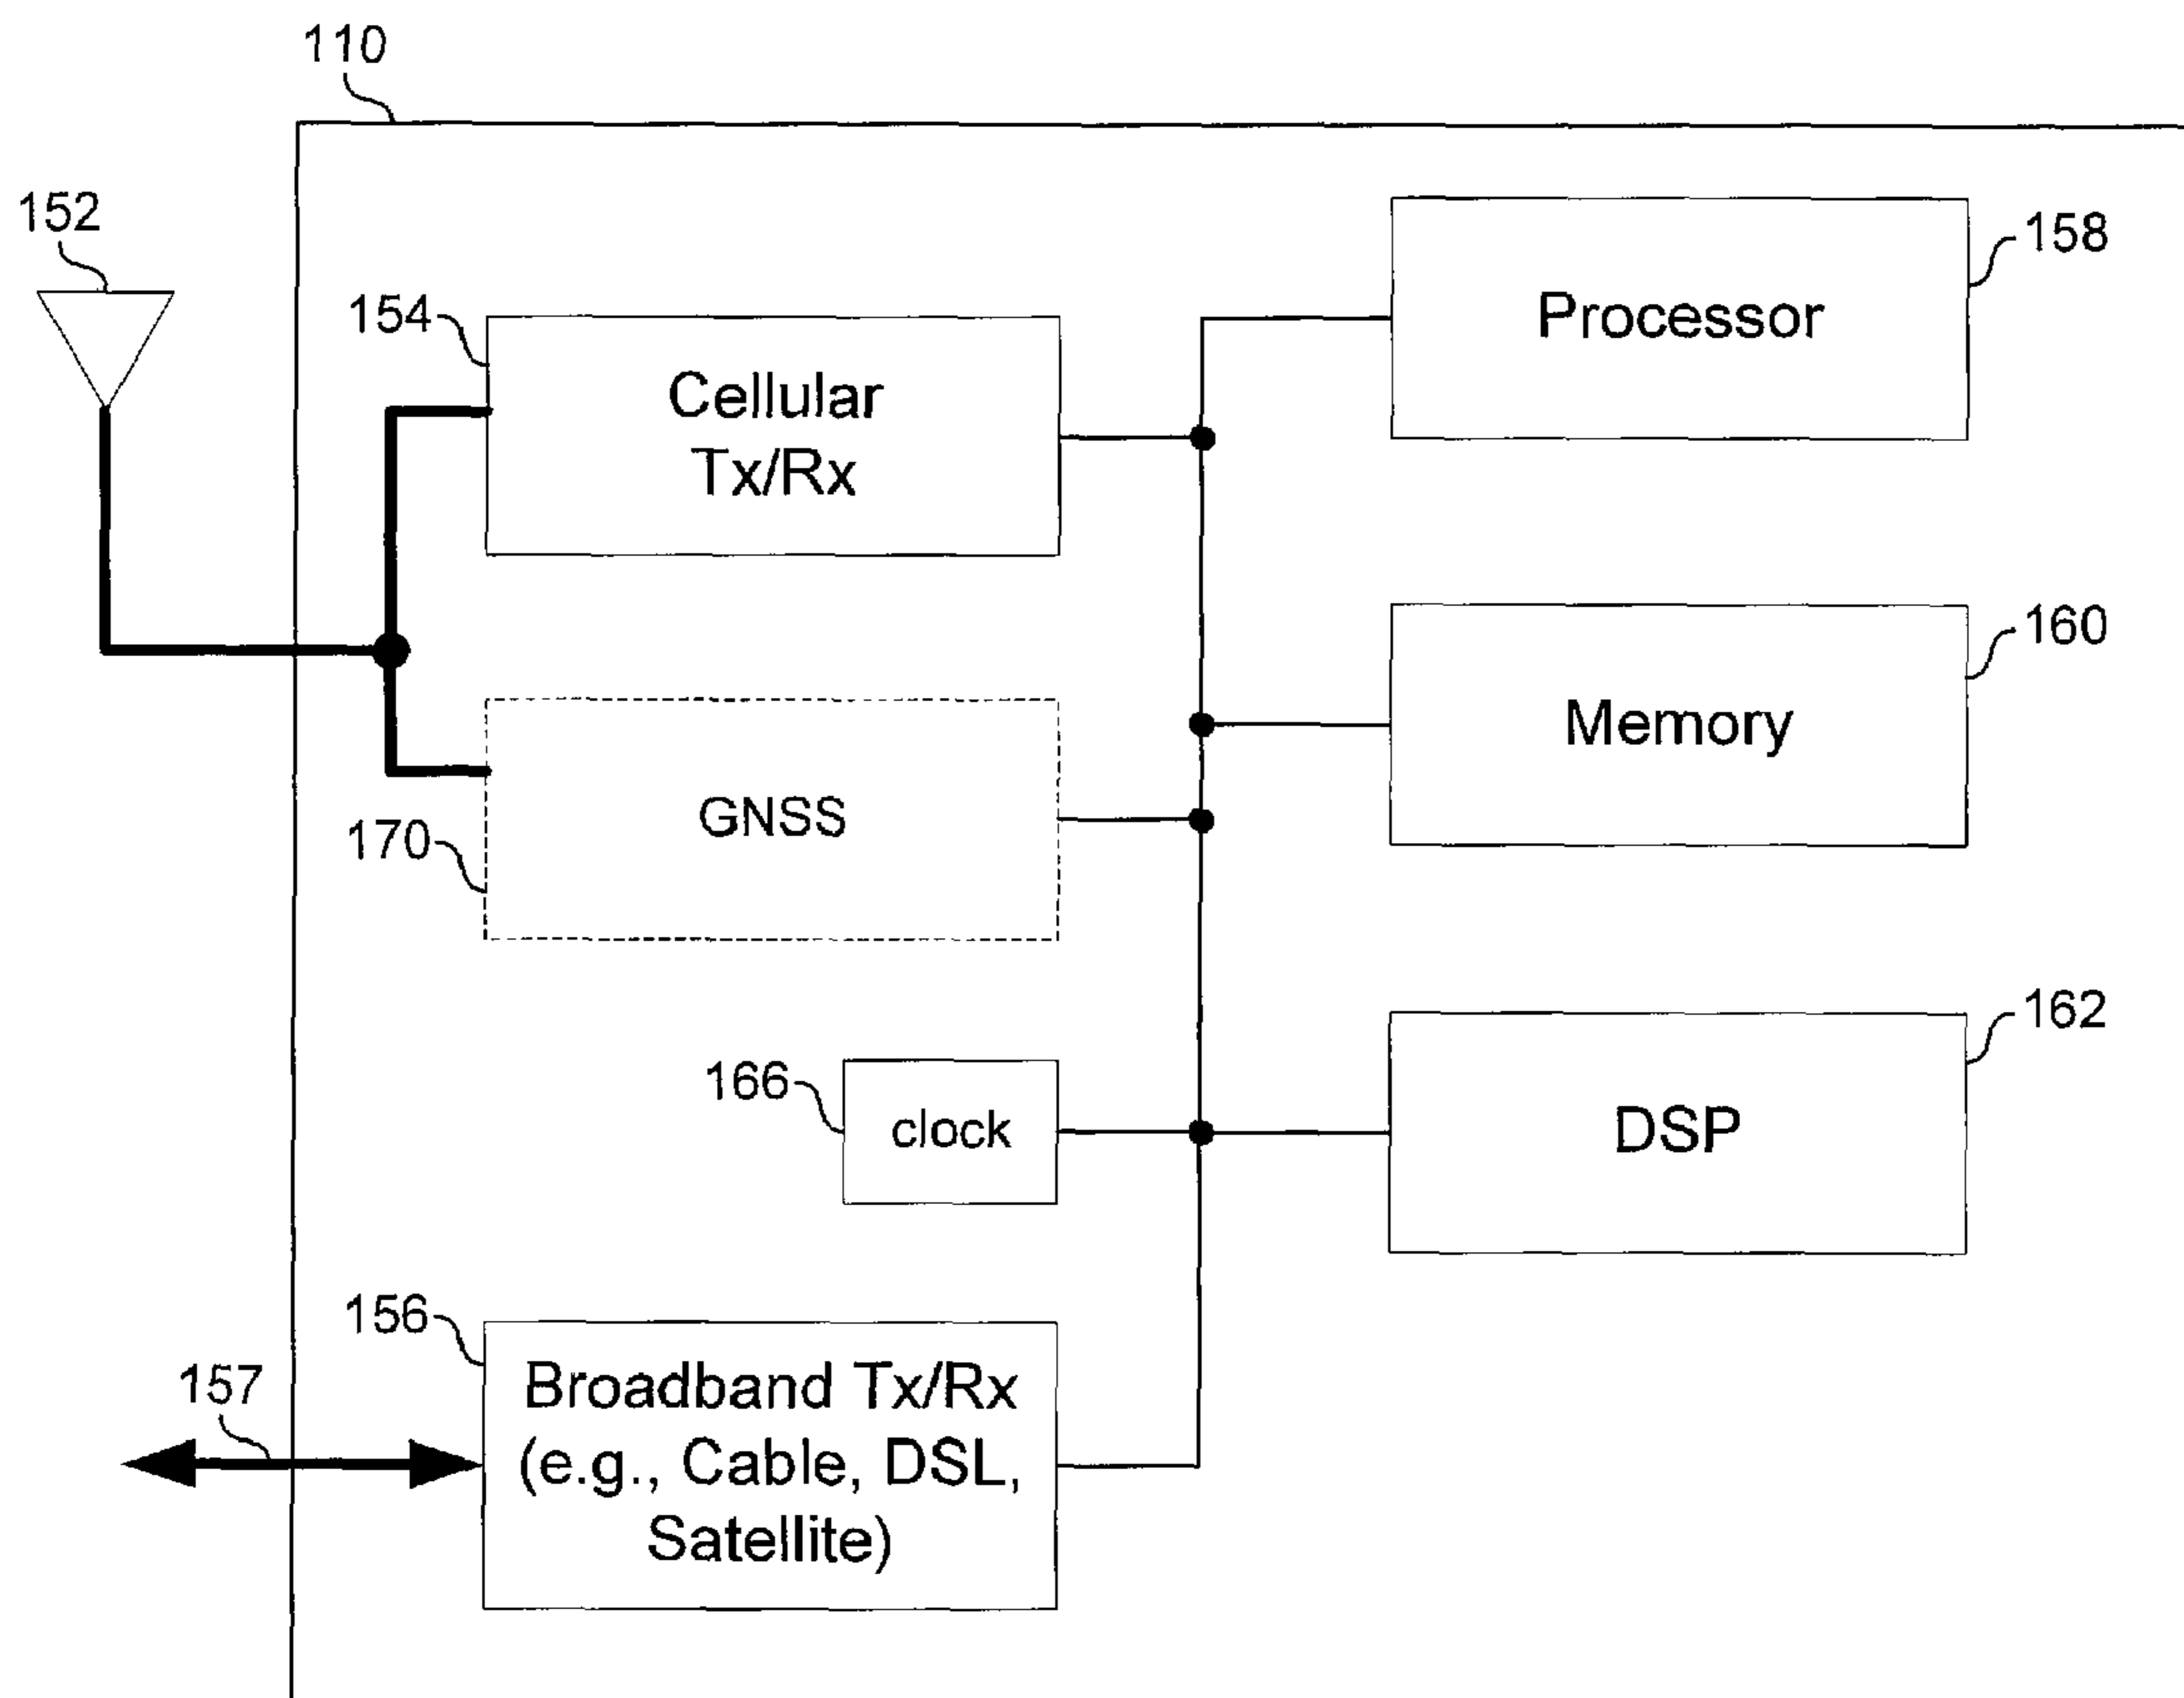 110
152
154
Cellular
Tx/Rx
Processor
158
Memory
160
GNSS
170
166
clock
DSP
162
156
157
Broadband Tx/Rx
(e.g., Cable, DSL,
Satellite)